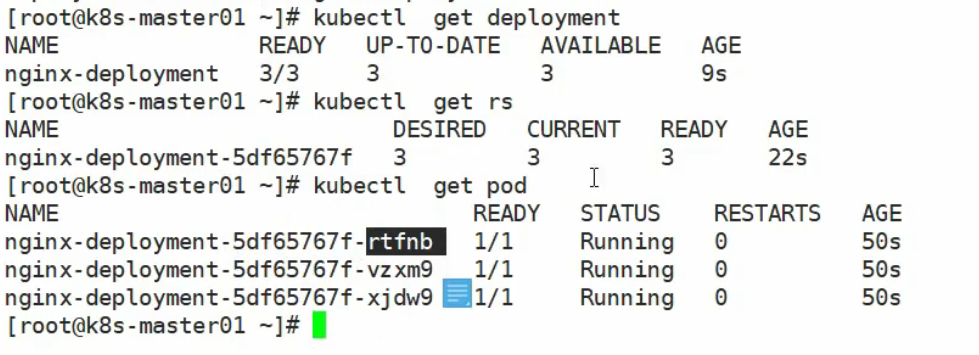 [root@k8s-master01 ~]# kubectl  get deployment
NAME               READY   UP-TO-DATE   AVAILABLE   AGE
nginx-deployment   3/3     3            3           9s
[root@k8s-master01 ~]# kubectl  get rs
NAME                         DESIRED   CURRENT   READY   AGE
nginx-deployment-5df65767f   3         3         3       22s
[root@k8s-master01 ~]# kubectl  get pod
NAME                               READY   STATUS    RESTARTS   AGE
nginx-deployment-5df65767f-rtfnb   1/1     Running   0          50s
nginx-deployment-5df65767f-vzxm9   1/1     Running   0          50s
nginx-deployment-5df65767f-xjdw9   1/1     Running   0          50s
[root@k8s-master01 ~]#